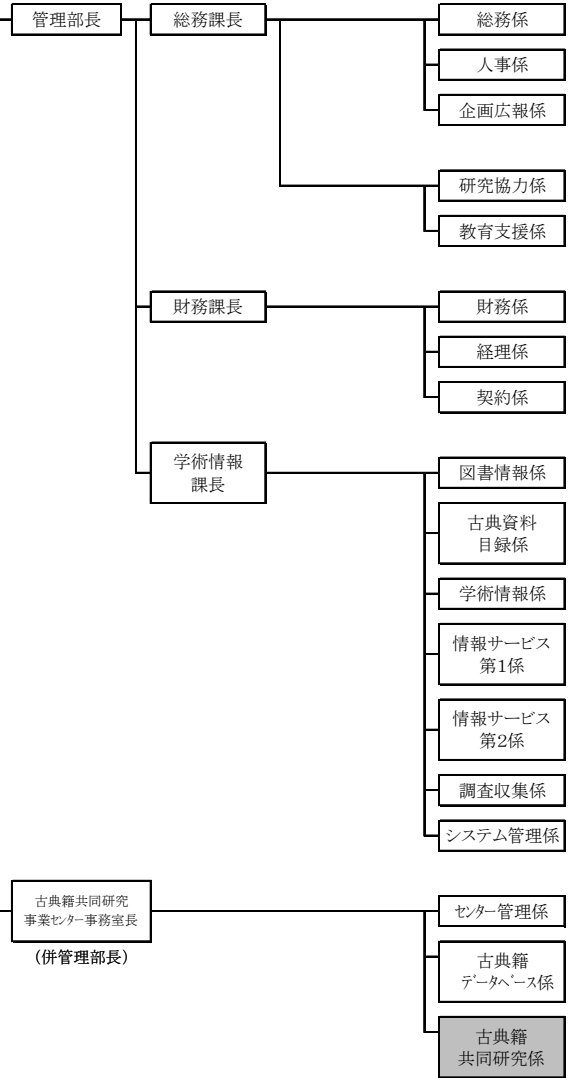 管理部長
総務課長
総務係
人事係
企画広報係
研究協力係
教育支援係
財務課長
財務係
経理係
契約係
学術情報
課長
図書情報係
古典資料
目録係
学術情報係
情報サービス
第1係
情報サービス
第2係
調査収集係
システム管理係
古典籍共同研究
事業ｾﾝﾀｰ事務室長
(併管理部長)
ｾﾝﾀｰ管理係
古典籍
ﾃﾞｰﾀﾍﾞｰｽ係
古典籍
共同研究係